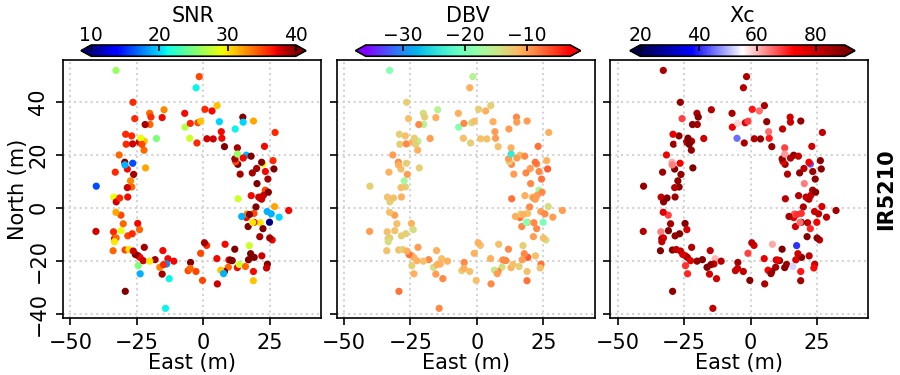 SNR DBV Xc
10 20 30 40 −30 −20 −10 20 40 60 80
40
20
0
−20
−40
North (m)
−50 −25 0 25 −50 −25 0 25 −50 −25 0 25
East (m) East (m) East (m)
IR5210